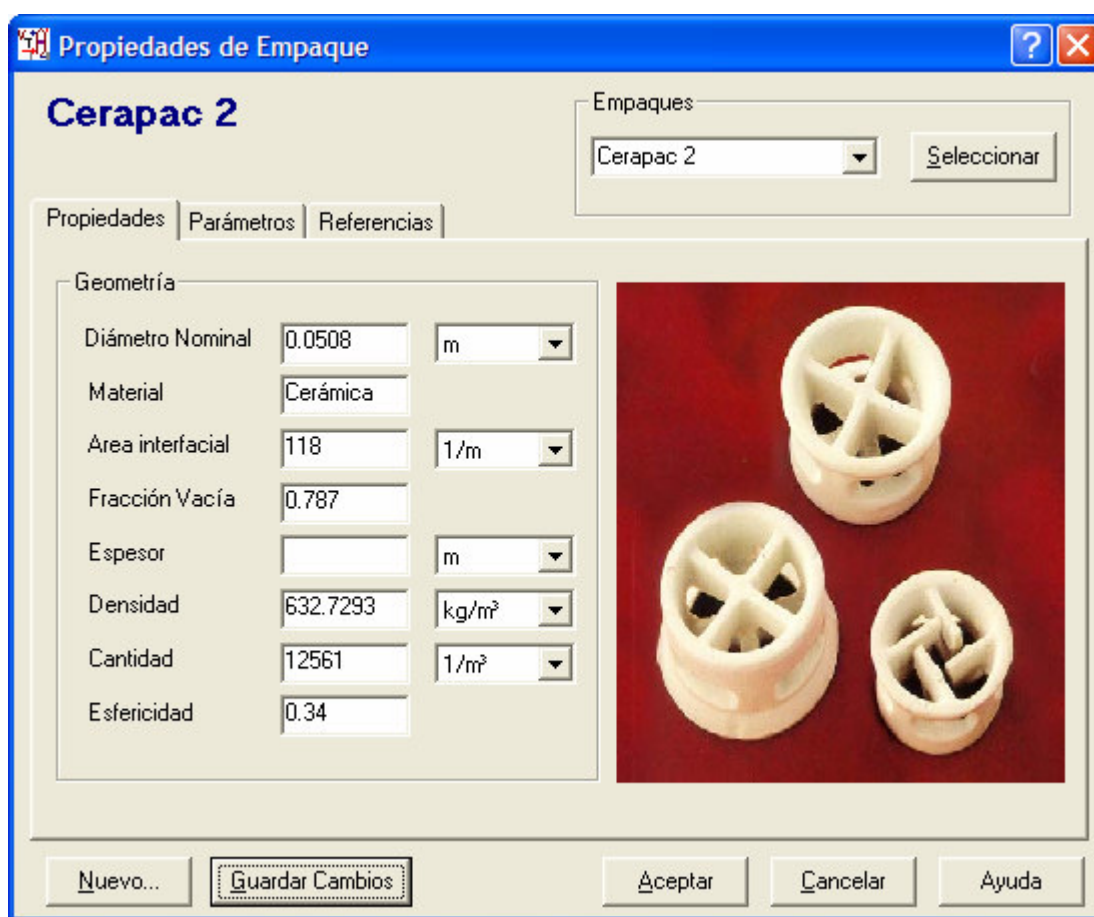 Propiedades de Empaque
Cerapac 2
Empaques
Cerapac 2
Seleccionar
Propiedades Parámetros Referencias
Geometría
Diámetro Nominal 0.0508 m
Material Cerámica
Area interfacial 118 1/m
Fracción Vacía 0.787
Espesor m
Densidad 632.7293 kg/m³
Cantidad 12561 1/m³
Esfericidad 0.34
Nuevo... Guardar Cambios Aceptar Cancelar Ayuda